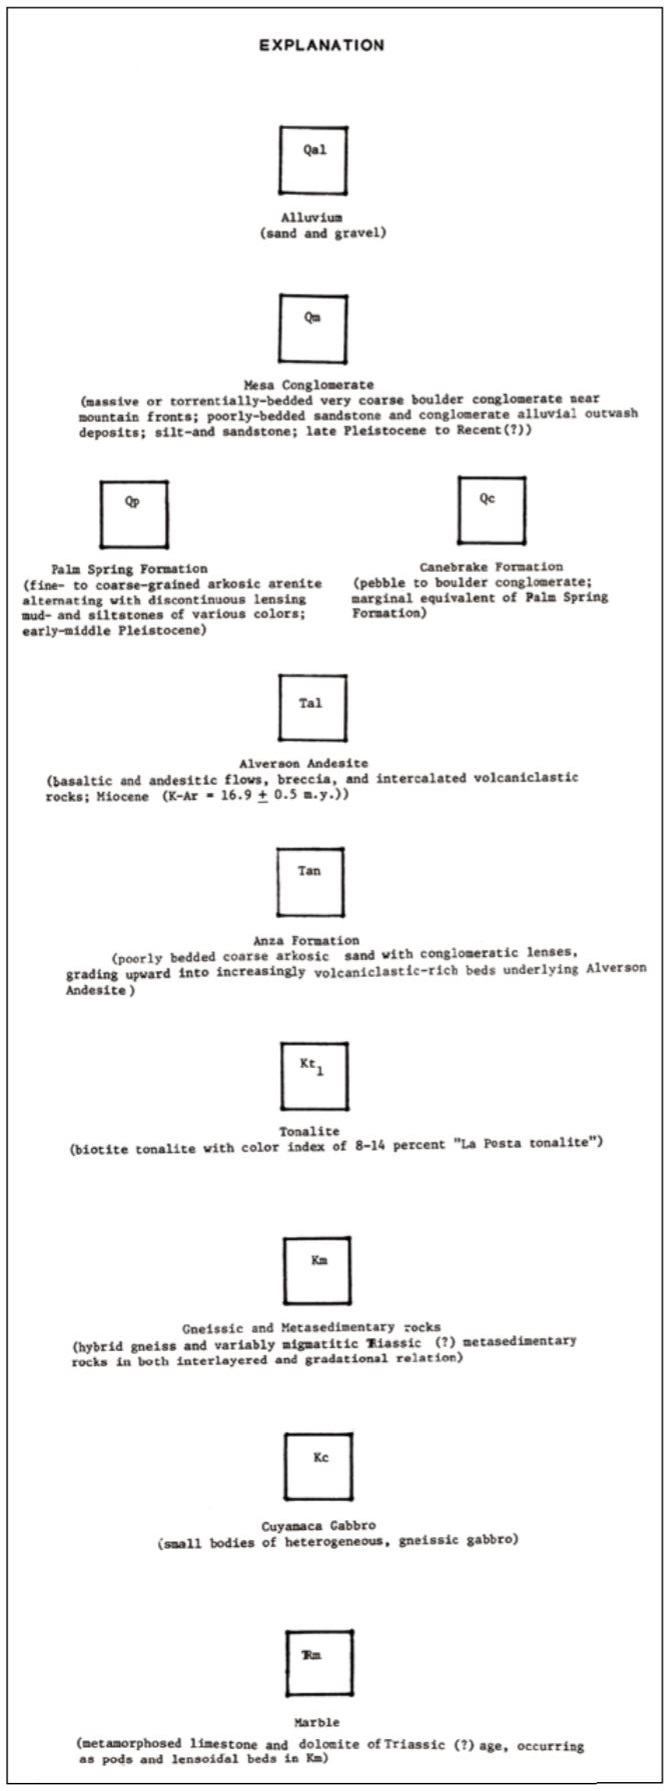 EXPLANATION
Qal
Alluvium
(sand and gravel)
Qm
Mesa Conglomerate
(massive or torrentially-bedded very coarse boulder conglomerate near
mountain fronts; poorly-bedded sandstone and conglomerate alluvial outwash
deposits; silt-and sandstone; late Pleistocene to Recent(?))
Qp
Palm Spring Formation
(fine- to coarse-grained arkosic arenite
alternating with discontinuous lensing
mud- and siltstones of various colors;
early-middle Pleistocene)
Qc
Canebrake Formation
(pebble to boulder conglomerate;
marginal equivalent of Palm Spring
Formation)
Tal
Alverson Andesite
(basaltic and andesitic flows, breccia, and intercalated volcaniclastic
rocks; Miocene (K-Ar = 16.9 ± 0.5 m.y.))
Tan
Anza Formation
(poorly bedded coarse arkosic sand with conglomeratic lenses,
grading upward into increasingly volcaniclastic-rich beds underlying Alverson
Andesite)
Kt1
Tonalite
(biotite tonalite with color index of 8-14 percent "La Posta tonalite")
Km
Gneissic and Metasedimentary rocks
(hybrid gneiss and variably migmatitic Triassic (?) metasedimentary
rocks in both interlayered and gradational relation)
Kc
Cuyamaca Gabbro
(small bodies of heterogeneous, gneissic gabbro)
TRm
Marble
(metamorphosed limestone and dolomite of Triassic (?) age, occurring
as pods and lensoidal beds in Km)